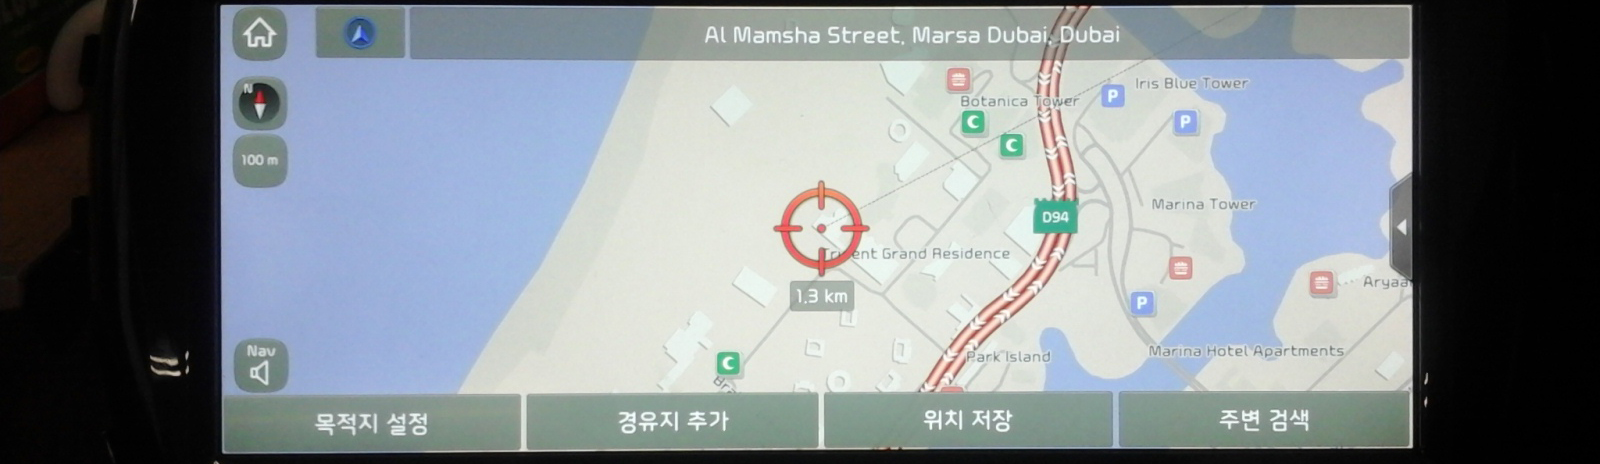 Al Mamsha Street, Marsa Dubai, Dubai
N
100 m
Iris Blue Tower
Botanica Tower
P
P
Marina Tower
D94
Trident Grand Residence
1,3 km
P
Aryaa
Park Island
Marina Hotel Apartments
Nav
목적지 설정
경유지 추가
위치 저장
주변 검색